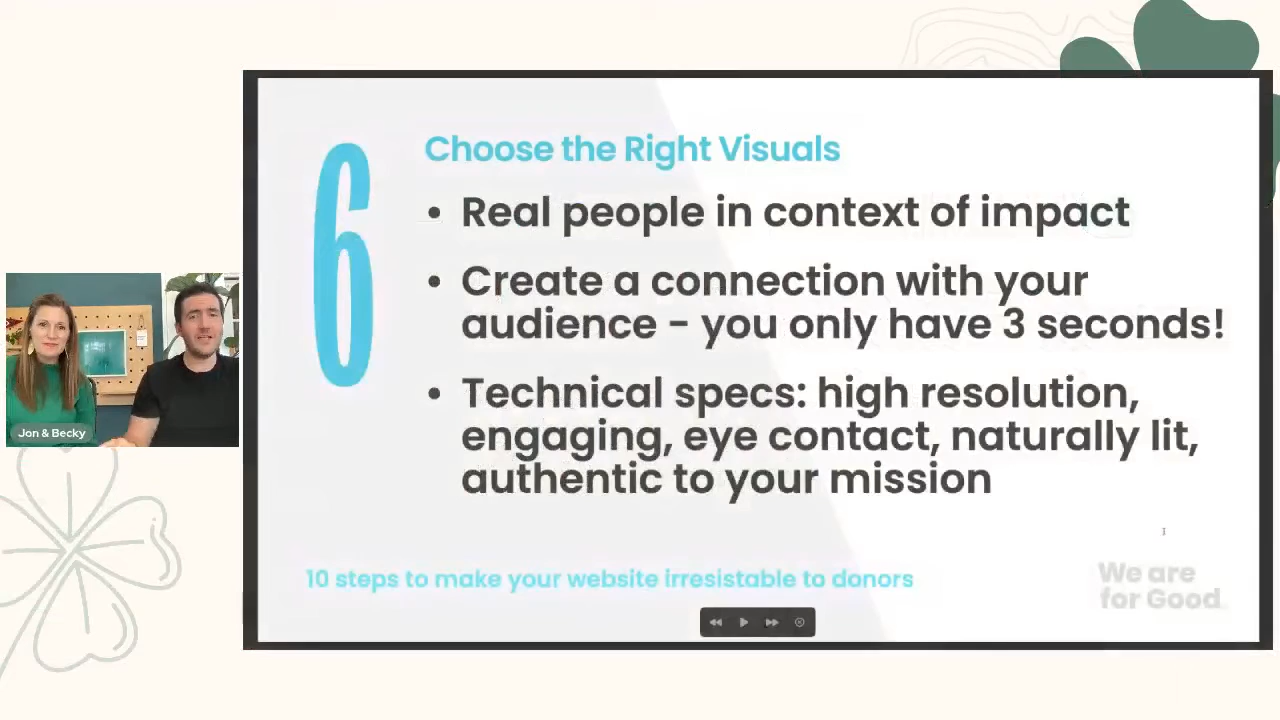 6
Choose the Right Visuals
• Real people in context of impact
• Create a connection with your
audience - you only have 3 seconds!
• Technical specs: high resolution,
engaging, eye contact, naturally lit,
authentic to your mission
Jon & Becky
10 steps to make your website irresistable to donors
We are
for Good.